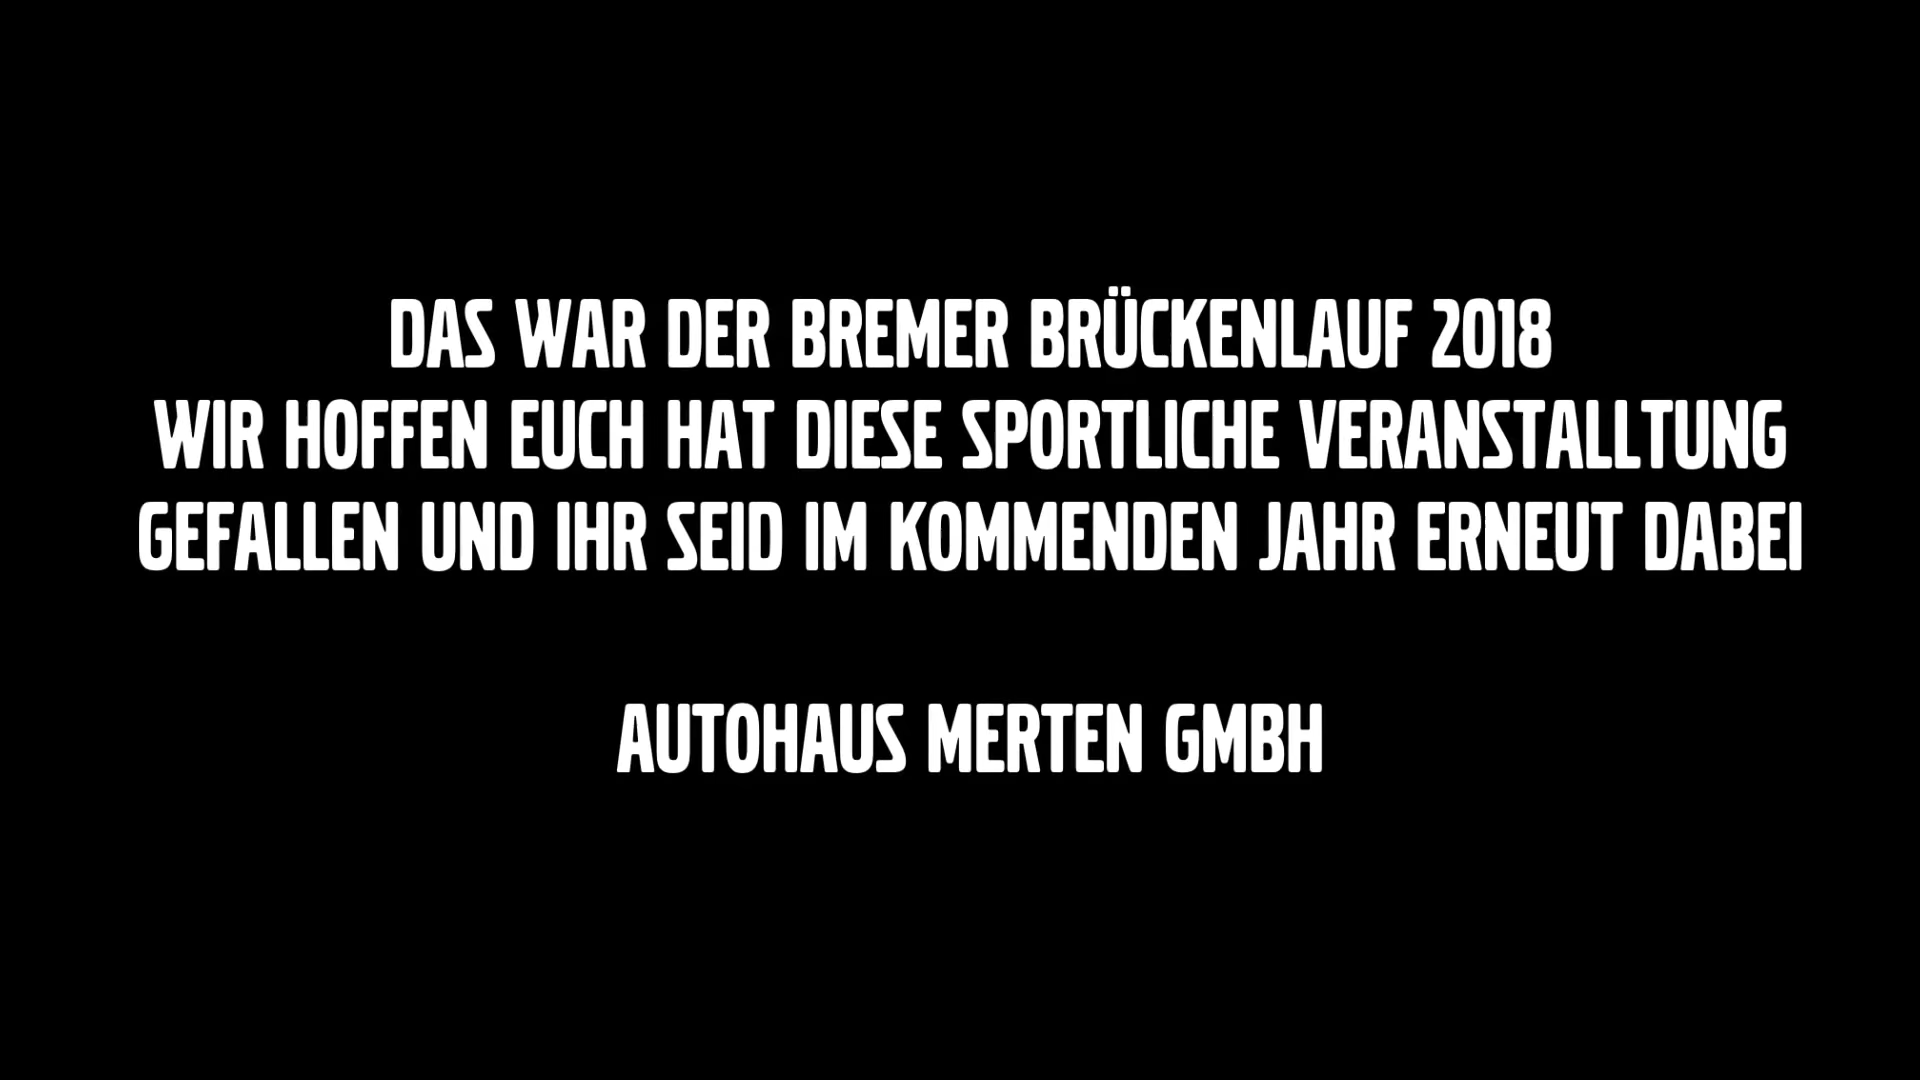 DAS WAR DER BREMER BRÜCKENLAUF 2018
WIR HOFFEN EUCH HAT DIESE SPORTLICHE VERANSTALLTUNG
GEFALLEN UND IHR SEID IM KOMMENDEN JAHR ERNEUT DABEI
AUTOHAUS MERTEN GMBH